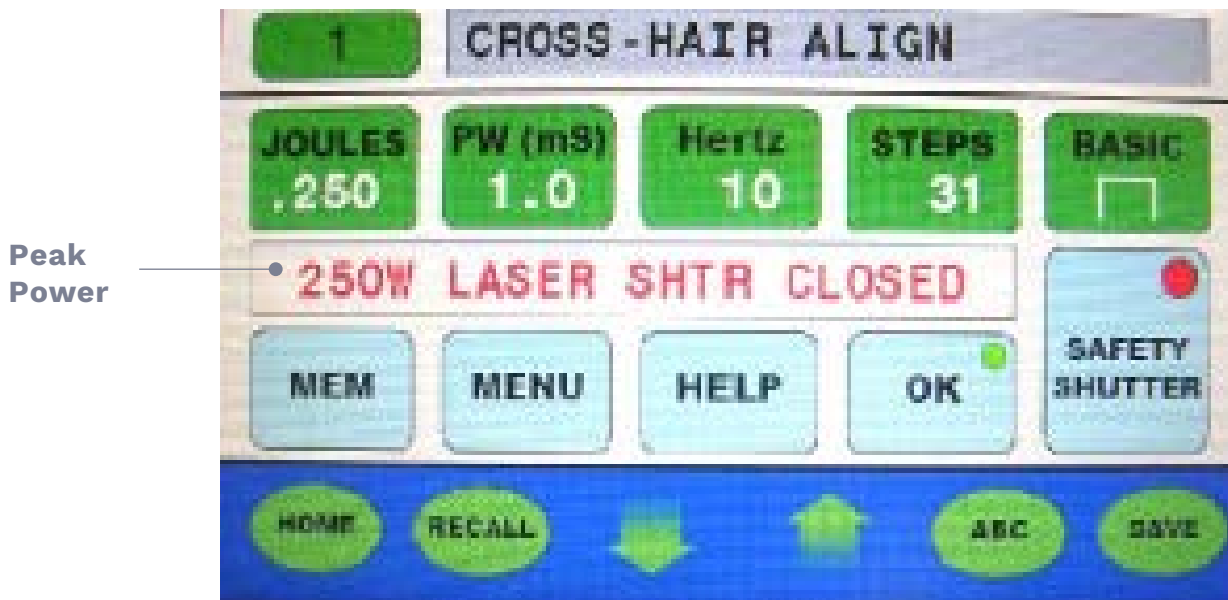 1 CROSS-HAIR ALIGN
JOULES PW (mS) Hertz STEPS BASIC
.250 1.0 10 31
Peak
Power
250W LASER SHTR CLOSED
SAFETY
SHUTTER
MEM MENU HELP OK
HOME RECALL ABC SAVE